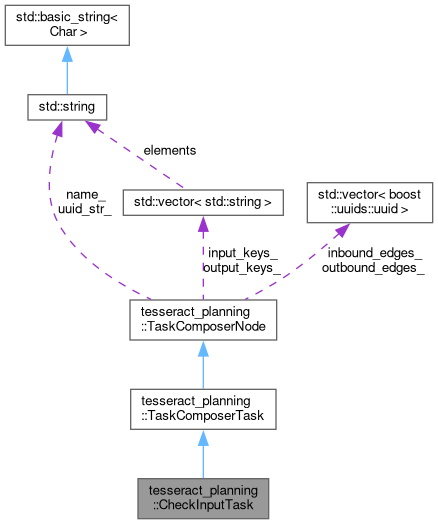 std::basic_string<
Char >
std::string
elements
name_
uuid_str_
std::vector< std::string >
std::vector< boost
::uuids::uuid >
input_keys_
output_keys_
inbound_edges_
outbound_edges_
tesseract_planning
::TaskComposerNode
tesseract_planning
::TaskComposerTask
tesseract_planning
::CheckInputTask